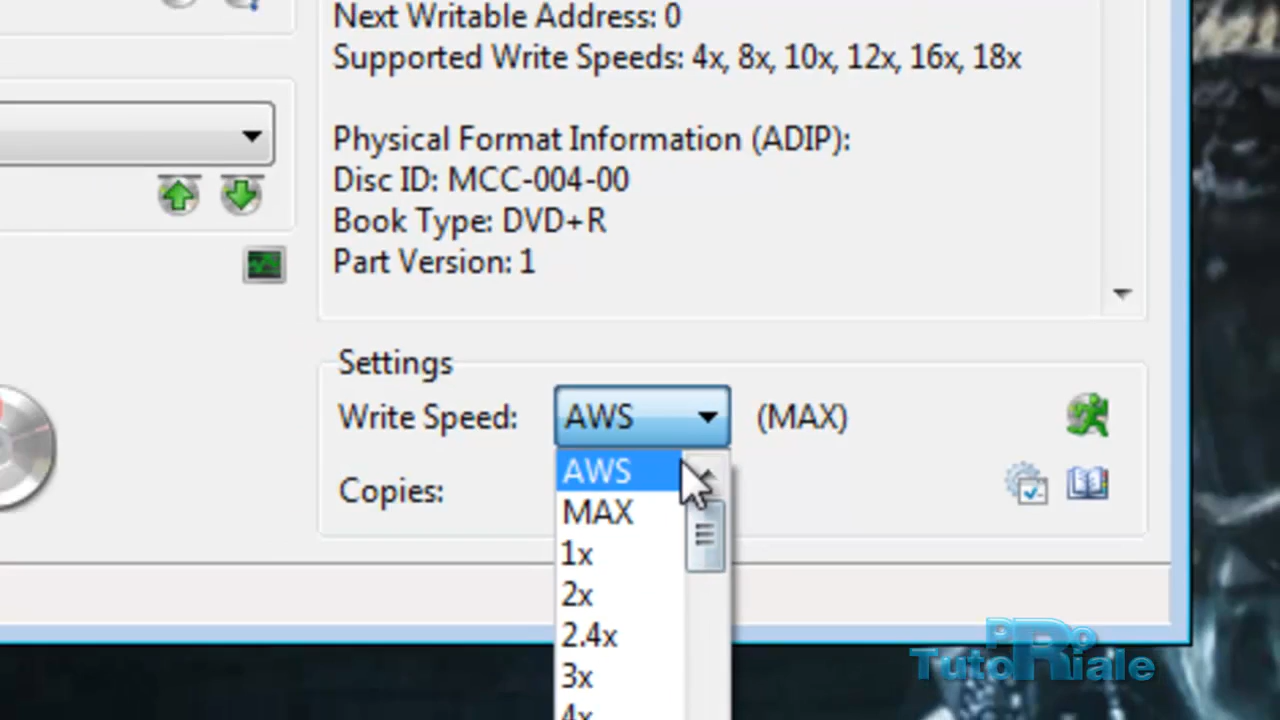 Next Writable Address: 0
Supported Write Speeds: 4x, 8x, 10x, 12x, 16x, 18x
Physical Format Information (ADIP):
Disc ID: MCC-004-00
Book Type: DVD+R
Part Version: 1
Settings
Write Speed: AWS (MAX)
AWS
Copies:
MAX
1x
2x
2.4x
3x
4x
Pro
TutoRiale